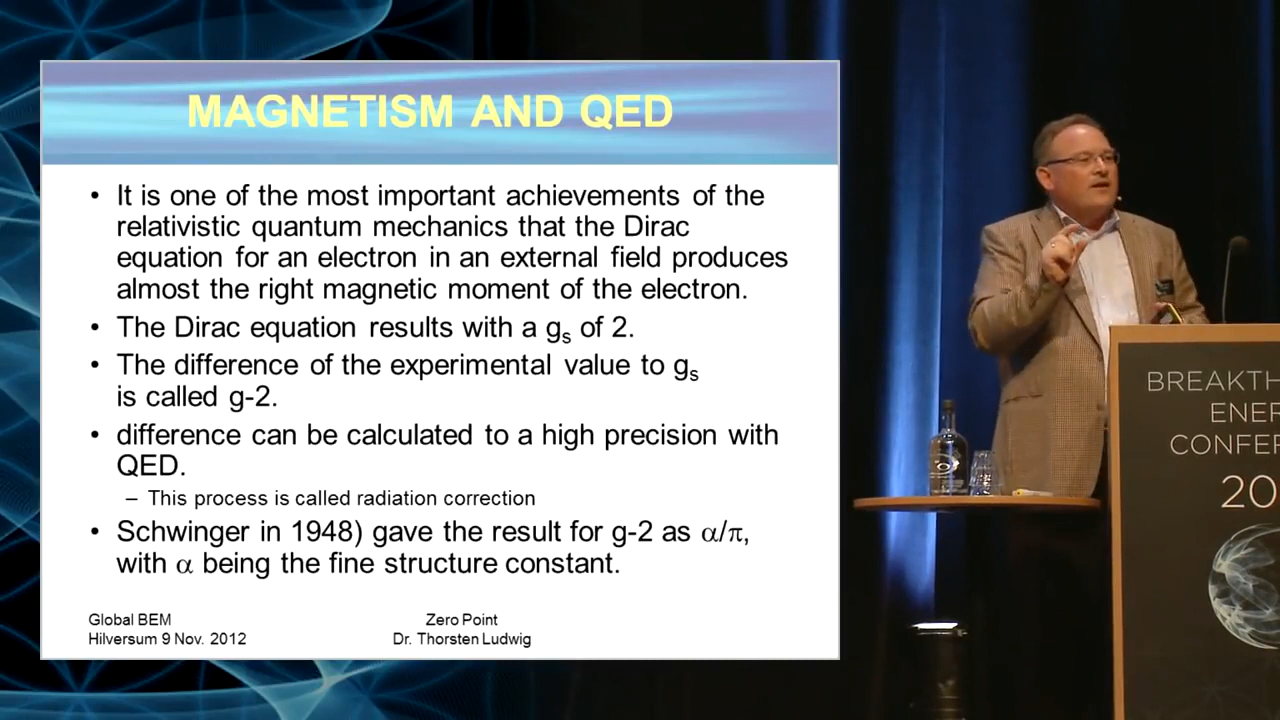 MAGNETISM AND QED
• It is one of the most important achievements of the
relativistic quantum mechanics that the Dirac
equation for an electron in an external field produces
almost the right magnetic moment of the electron.
• The Dirac equation results with a gs of 2.
• The difference of the experimental value to gs
is called g-2.
• difference can be calculated to a high precision with
QED.
– This process is called radiation correction
• Schwinger in 1948) gave the result for g-2 as α/π,
with α being the fine structure constant.
Global BEM
Hilversum 9 Nov. 2012
Zero Point
Dr. Thorsten Ludwig
BREAKTH
ENER
CONFER
20